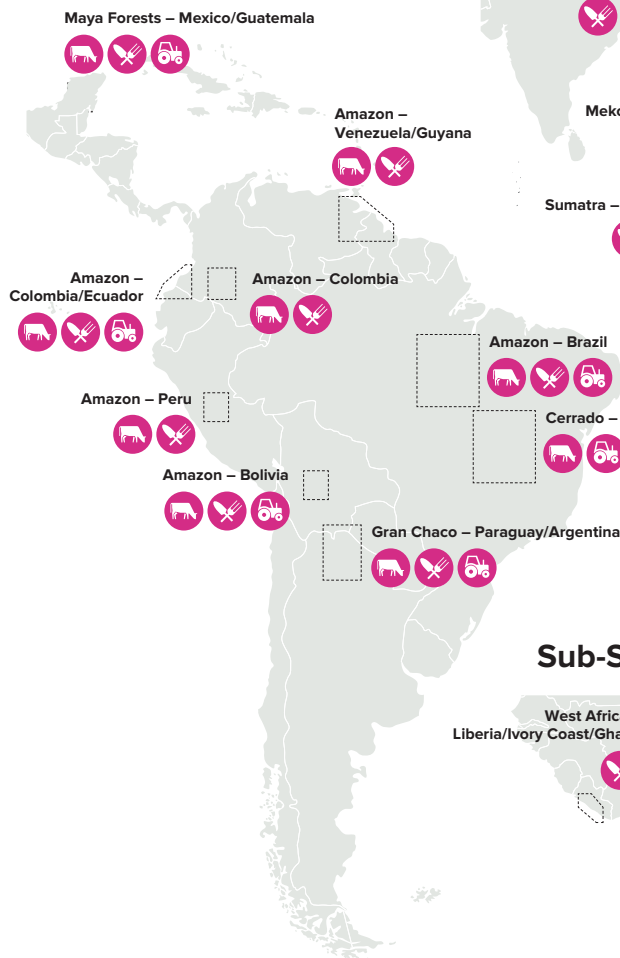 Maya Forests – Mexico/Guatemala
Amazon –
Venezuela/Guyana
Meko
Sumatra –
Amazon –
Colombia/Ecuador
Amazon – Colombia
Amazon – Brazil
Amazon – Peru
Cerrado –
Amazon – Bolivia
Gran Chaco – Paraguay/Argentina
Sub-S
West Afric
Liberia/Ivory Coast/Gha